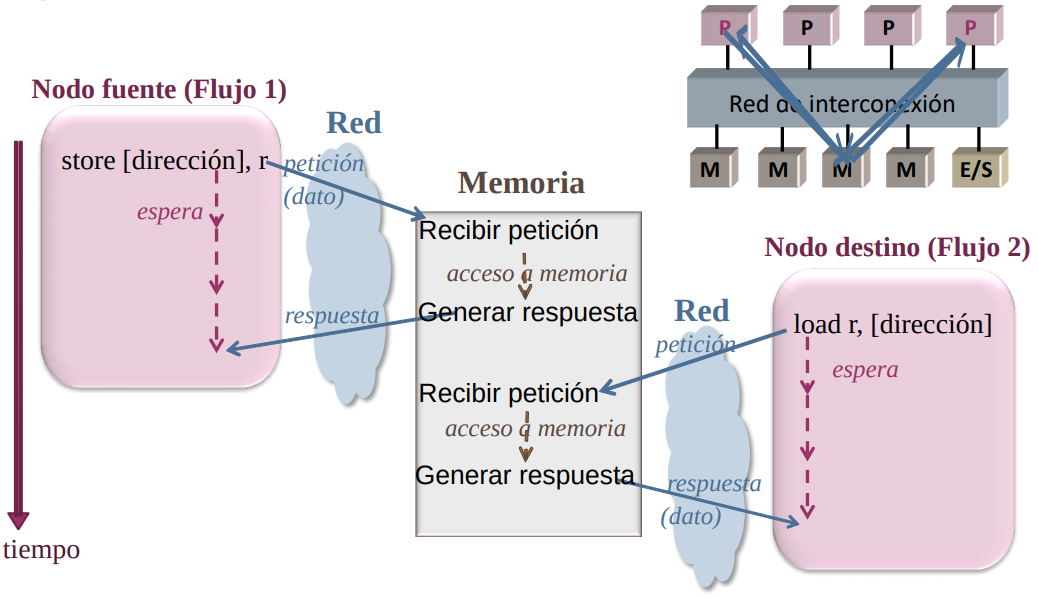 P P P P
Red de interconexión
M M M M E/S
Nodo fuente (Flujo 1)
store [dirección], r
espera
Red
petición
(dato)
respuesta
Memoria
Recibir petición
acceso a memoria
Generar respuesta
Recibir petición
acceso a memoria
Generar respuesta
Red
petición
respuesta
(dato)
Nodo destino (Flujo 2)
load r, [dirección]
espera
tiempo